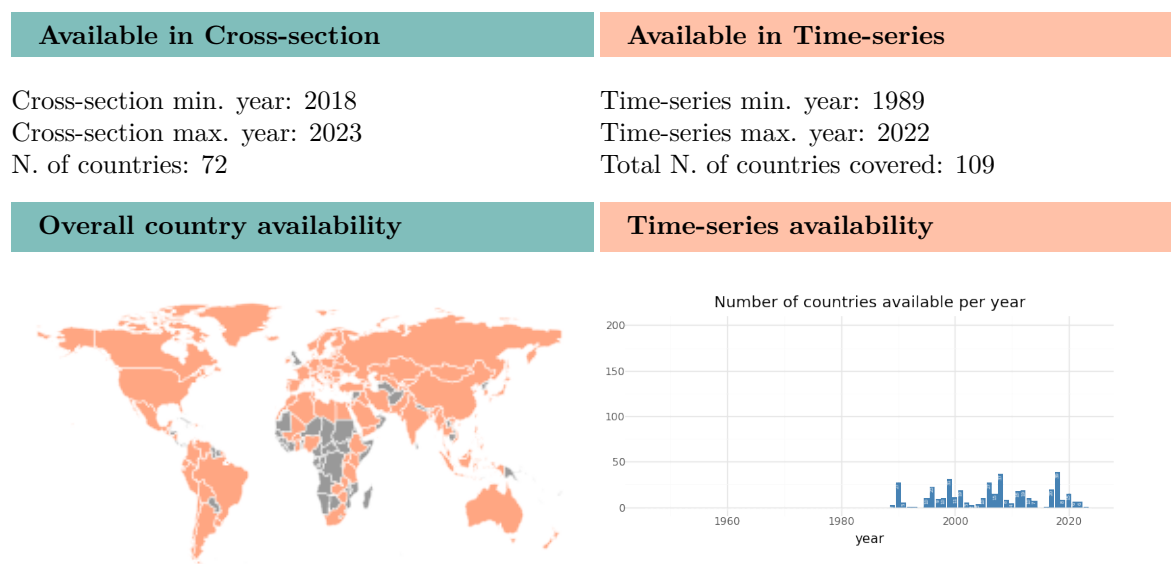 Available in Cross-section
Cross-section min. year: 2018
Cross-section max. year: 2023
N. of countries: 72
Available in Time-series
Time-series min. year: 1989
Time-series max. year: 2022
Total N. of countries covered: 109
Overall country availability
Time-series availability
Number of countries available per year
200
150
100
50
0
1960 1980 2000 2020
year